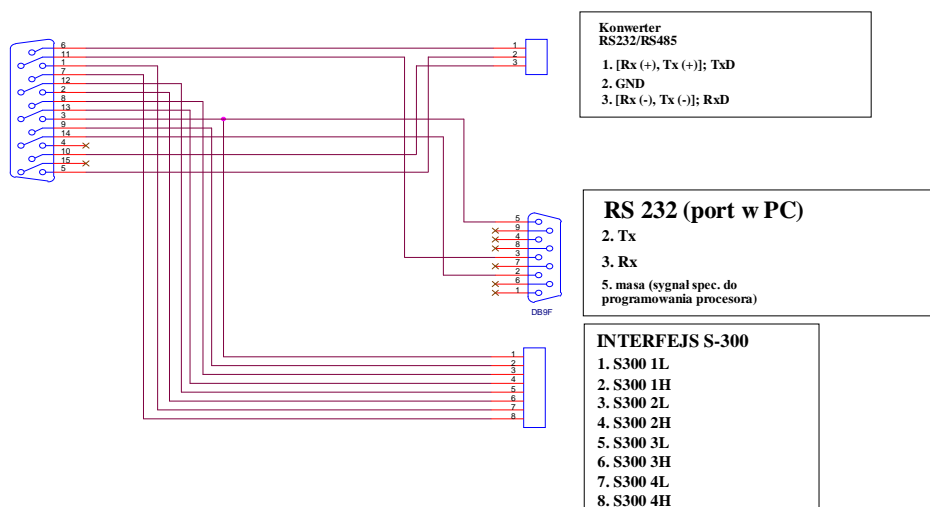 6
11
1
7
12
2
8
13
3
9
14
4
10
15
5
1
2
3
Konwerter
RS232/RS485
1. [Rx (+), Tx (+)]; TxD
2. GND
3. [Rx (-), Tx (-)]; RxD
5
9
4
8
3
7
2
6
1
DB9F
RS 232 (port w PC)
2. Tx
3. Rx
5. masa (sygnał spec. do
programowania procesora)
1
2
3
4
5
6
7
8
INTERFEJS S-300
1. S300 1L
2. S300 1H
3. S300 2L
4. S300 2H
5. S300 3L
6. S300 3H
7. S300 4L
8. S300 4H